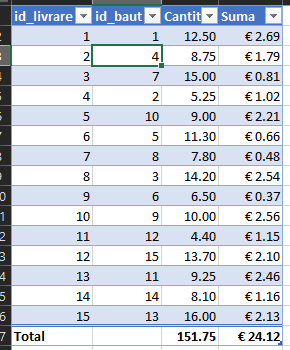 id_livrare id_baut Cantit Suma
1 1 12.50 € 2.69
2 4 8.75 € 1.79
3 7 15.00 € 0.81
4 2 5.25 € 1.02
5 10 9.00 € 2.21
6 5 11.30 € 0.66
7 8 7.80 € 0.48
8 3 14.20 € 2.54
9 6 6.50 € 0.37
10 9 10.00 € 2.56
11 12 4.40 € 1.15
12 15 13.70 € 2.10
13 11 9.25 € 2.46
14 14 8.10 € 1.16
15 13 16.00 € 2.13
Total 151.75 € 24.12